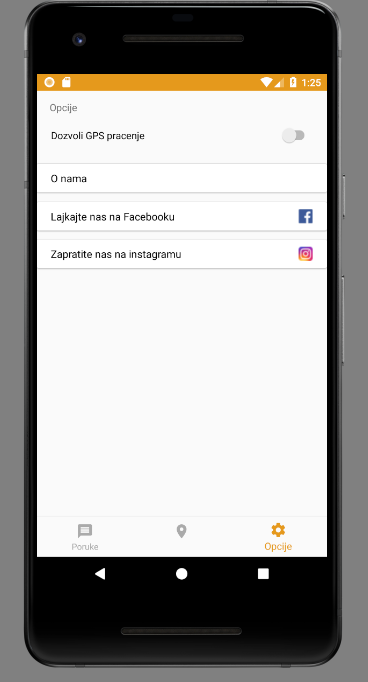 1:25
Opcije
Dozvoli GPS pracenje
O nama
Lajkajte nas na Facebooku
Zapratite nas na instagramu
Poruke
Opcije